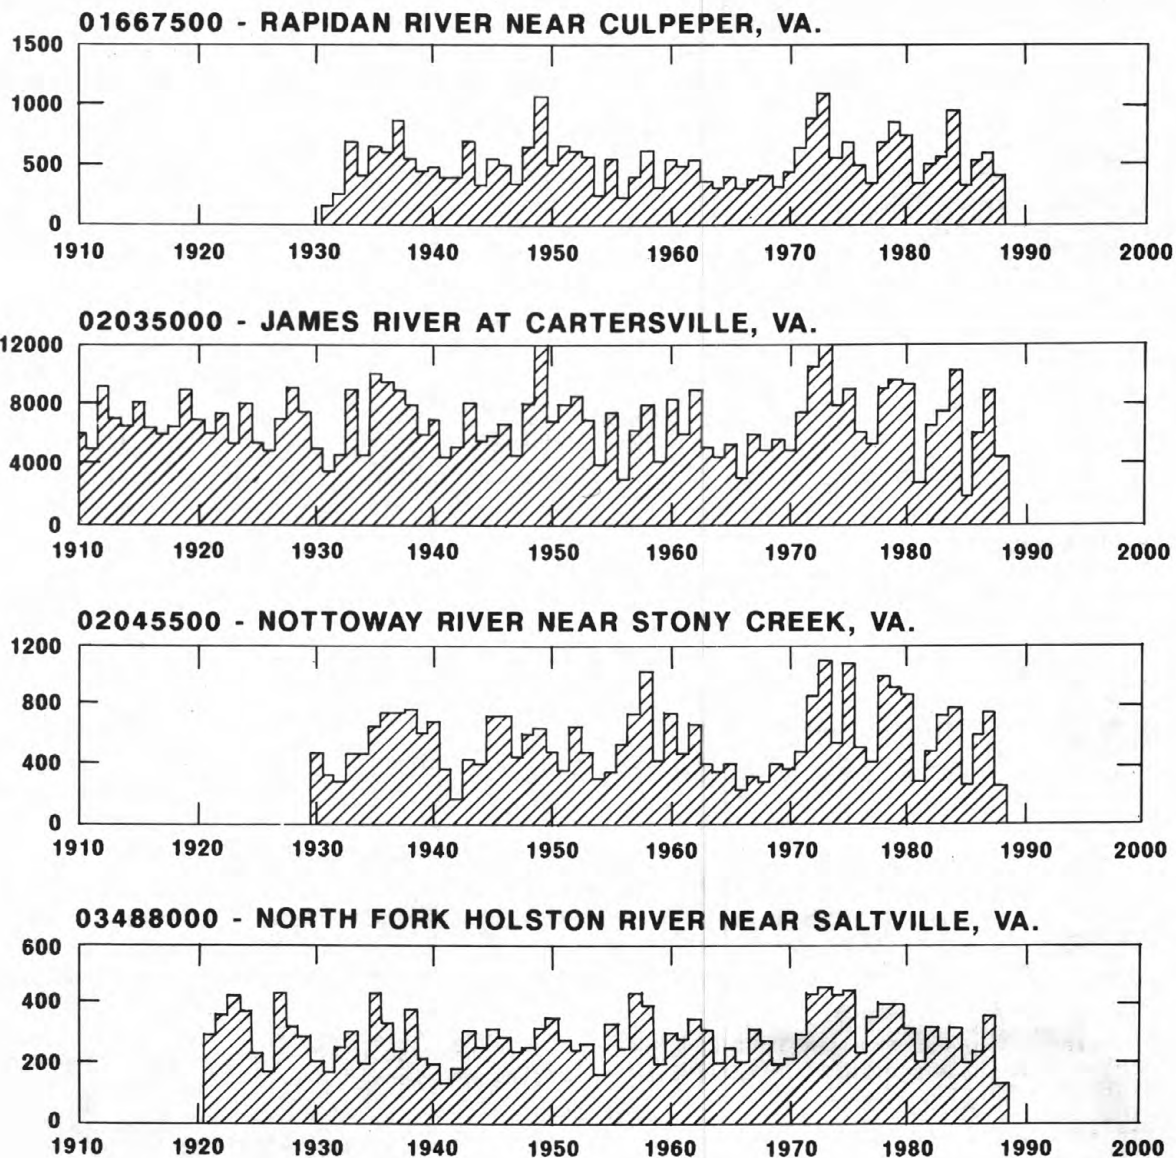 01667500 - RAPIDAN RIVER NEAR CULPEPER, VA.
1500
1000
500
0
1910 1920 1930 1940 1950 1960 1970 1980 1990 2000
02035000 - JAMES RIVER AT CARTERSVILLE, VA.
12000
8000
4000
0
1910 1920 1930 1940 1950 1960 1970 1980 1990 2000
02045500 - NOTTOWAY RIVER NEAR STONY CREEK, VA.
1200
800
400
0
1910 1920 1930 1940 1950 1960 1970 1980 1990 2000
03488000 - NORTH FORK HOLSTON RIVER NEAR SALTVILLE, VA.
600
400
200
0
1910 1920 1930 1940 1950 1960 1970 1980 1990 2000